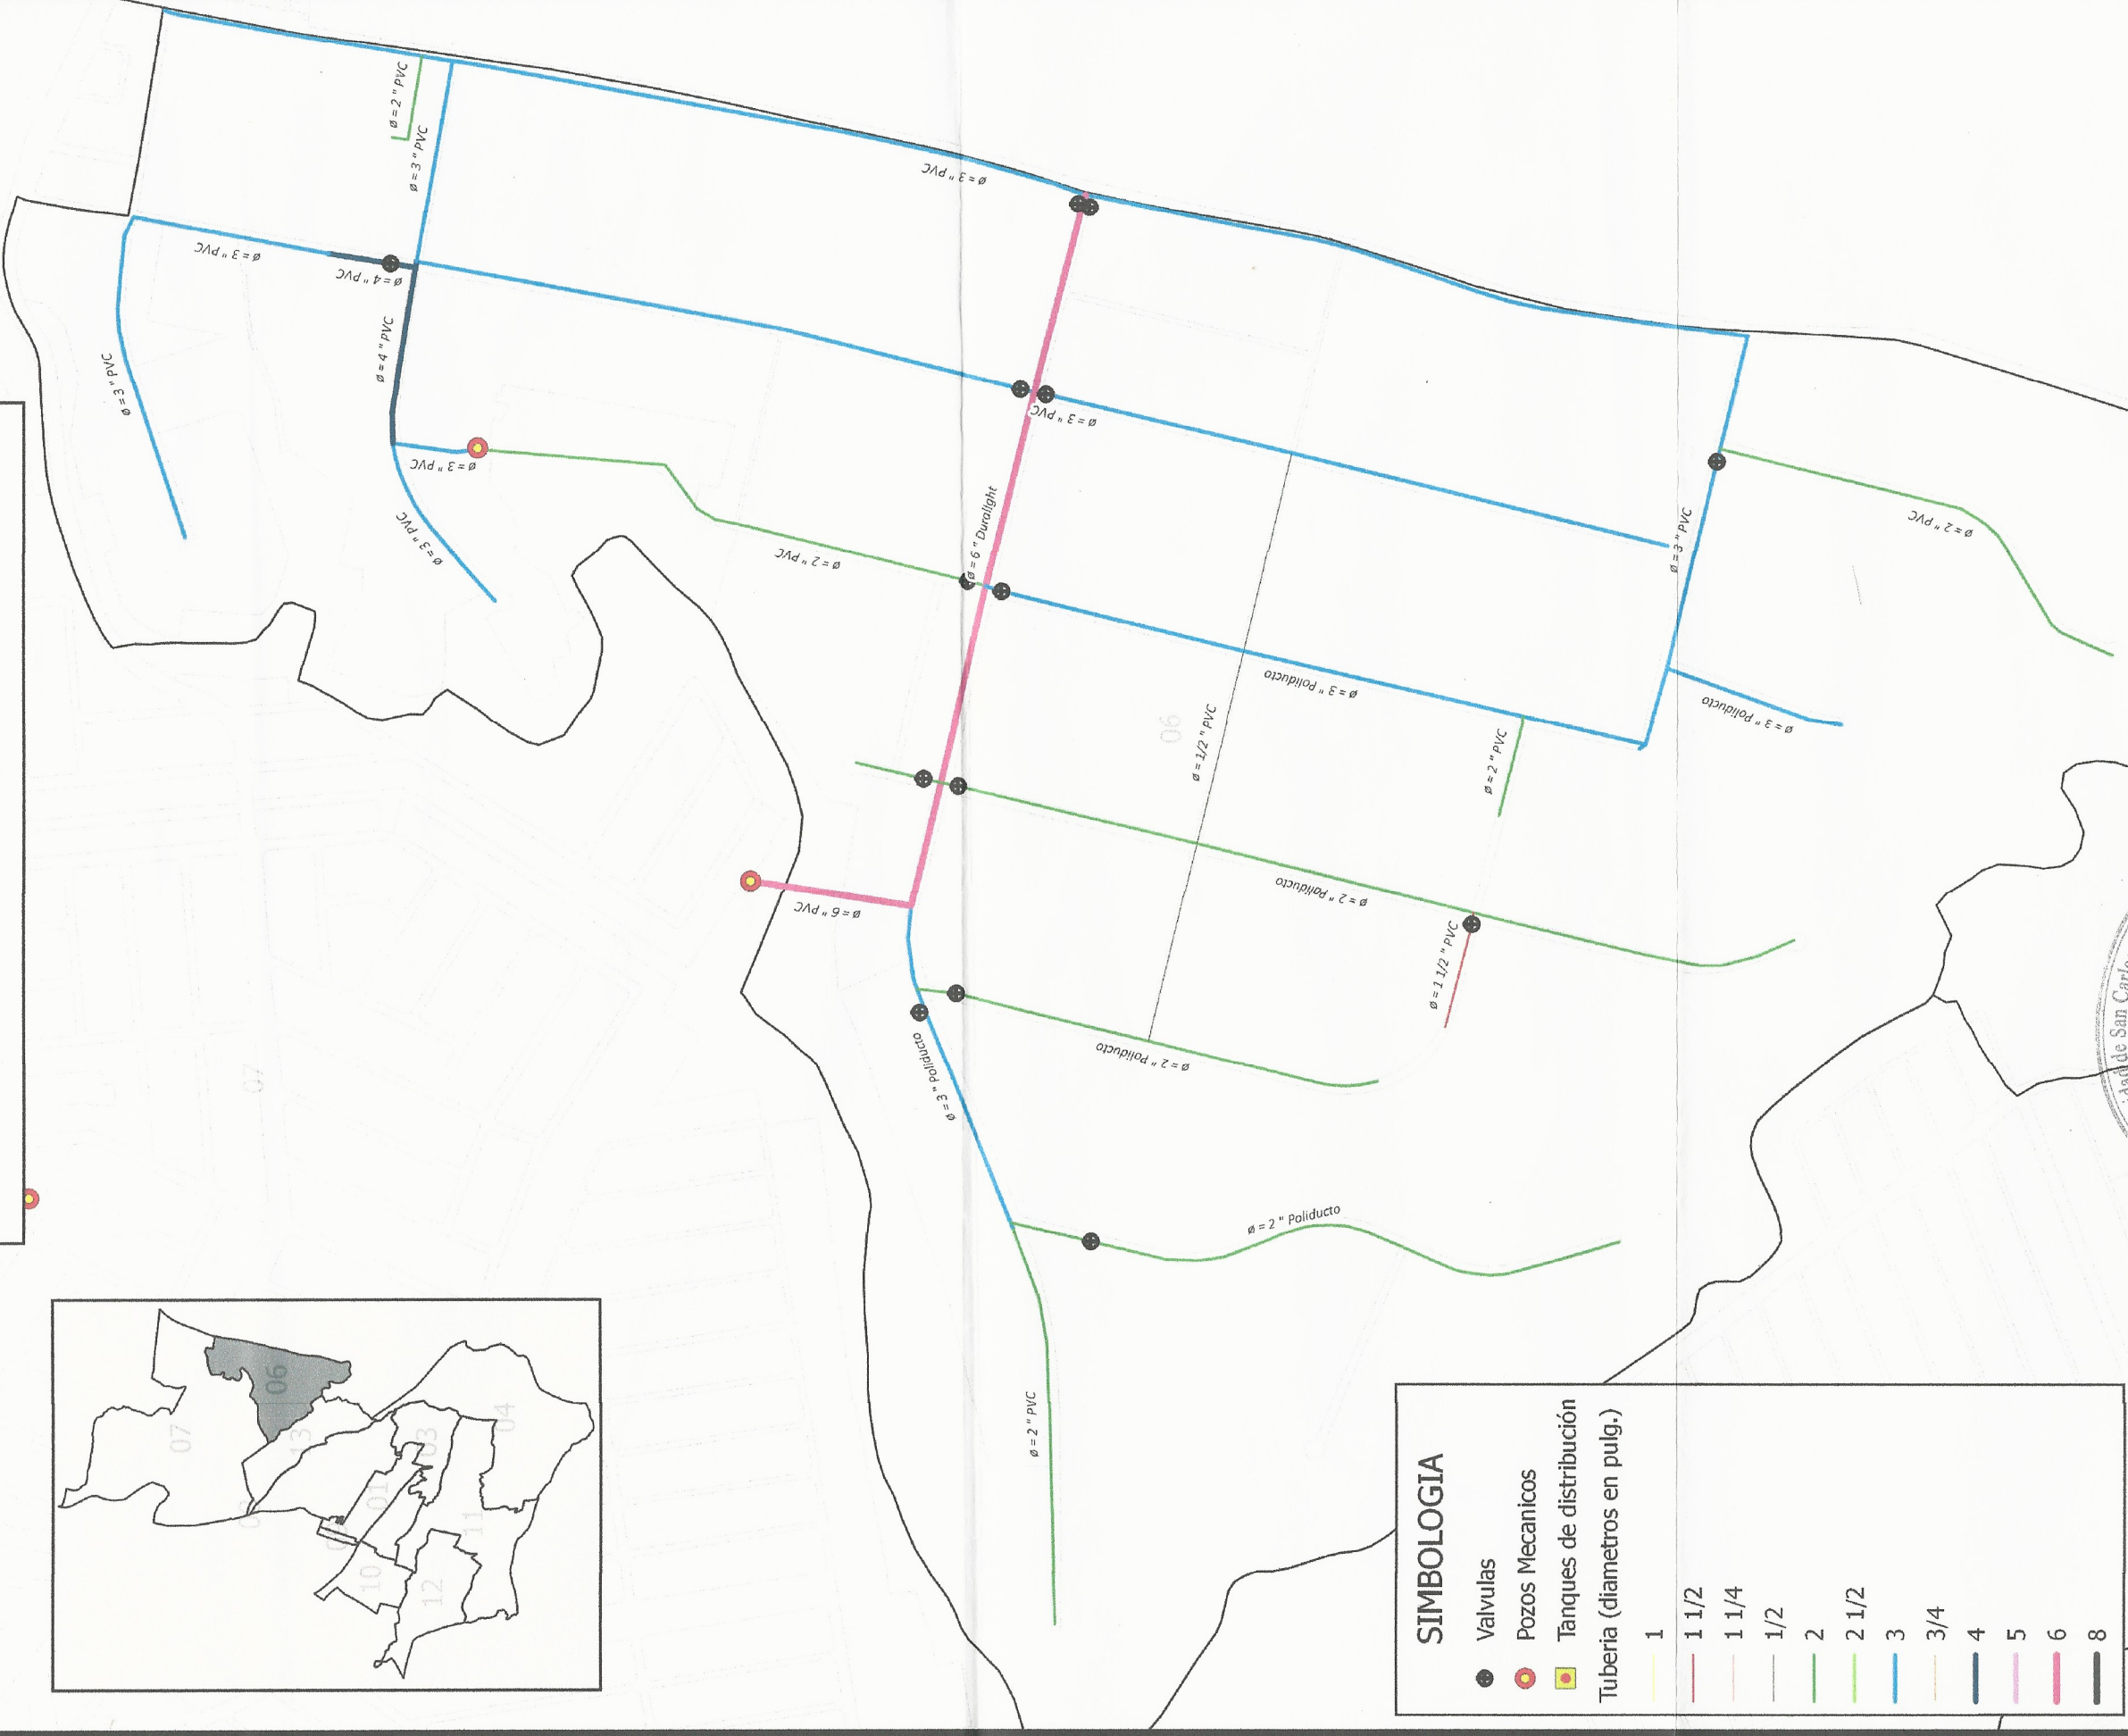 ø = 2 " PVC
ø = 3 " PVC
ø = 3 " PVC
ø = 3 " PVC
ø = 4 " PVC
ø = 4 " PVC
ø = 3 " PVC
ø = 3 " PVC
ø = 3 " PVC
ø = 3 " PVC
ø = 6 " Duralight
ø = 2 " PVC
ø = 3 " PVC
ø = 2 " PVC
ø = 3 " Poliducto
ø = 3 " Poliducto
ø = 1/2 " PVC
06
ø = 2 " PVC
ø = 6 " PVC
ø = 2 " Poliducto
ø = 1 1/2 " PVC
ø = 2 " Poliducto
ø = 3 " Poliducto
ø = 2 " Poliducto
ø = 2 " PVC
07
de San Carlo
06
07
13
04
03
01
11
10
12
SIMBOLOGIA
Valvulas
Pozos Mecanicos
Tanques de distribución
Tuberia (diametros en pulg.)
1
1 1/2
1 1/4
1/2
2
2 1/2
3
3/4
4
5
6
8